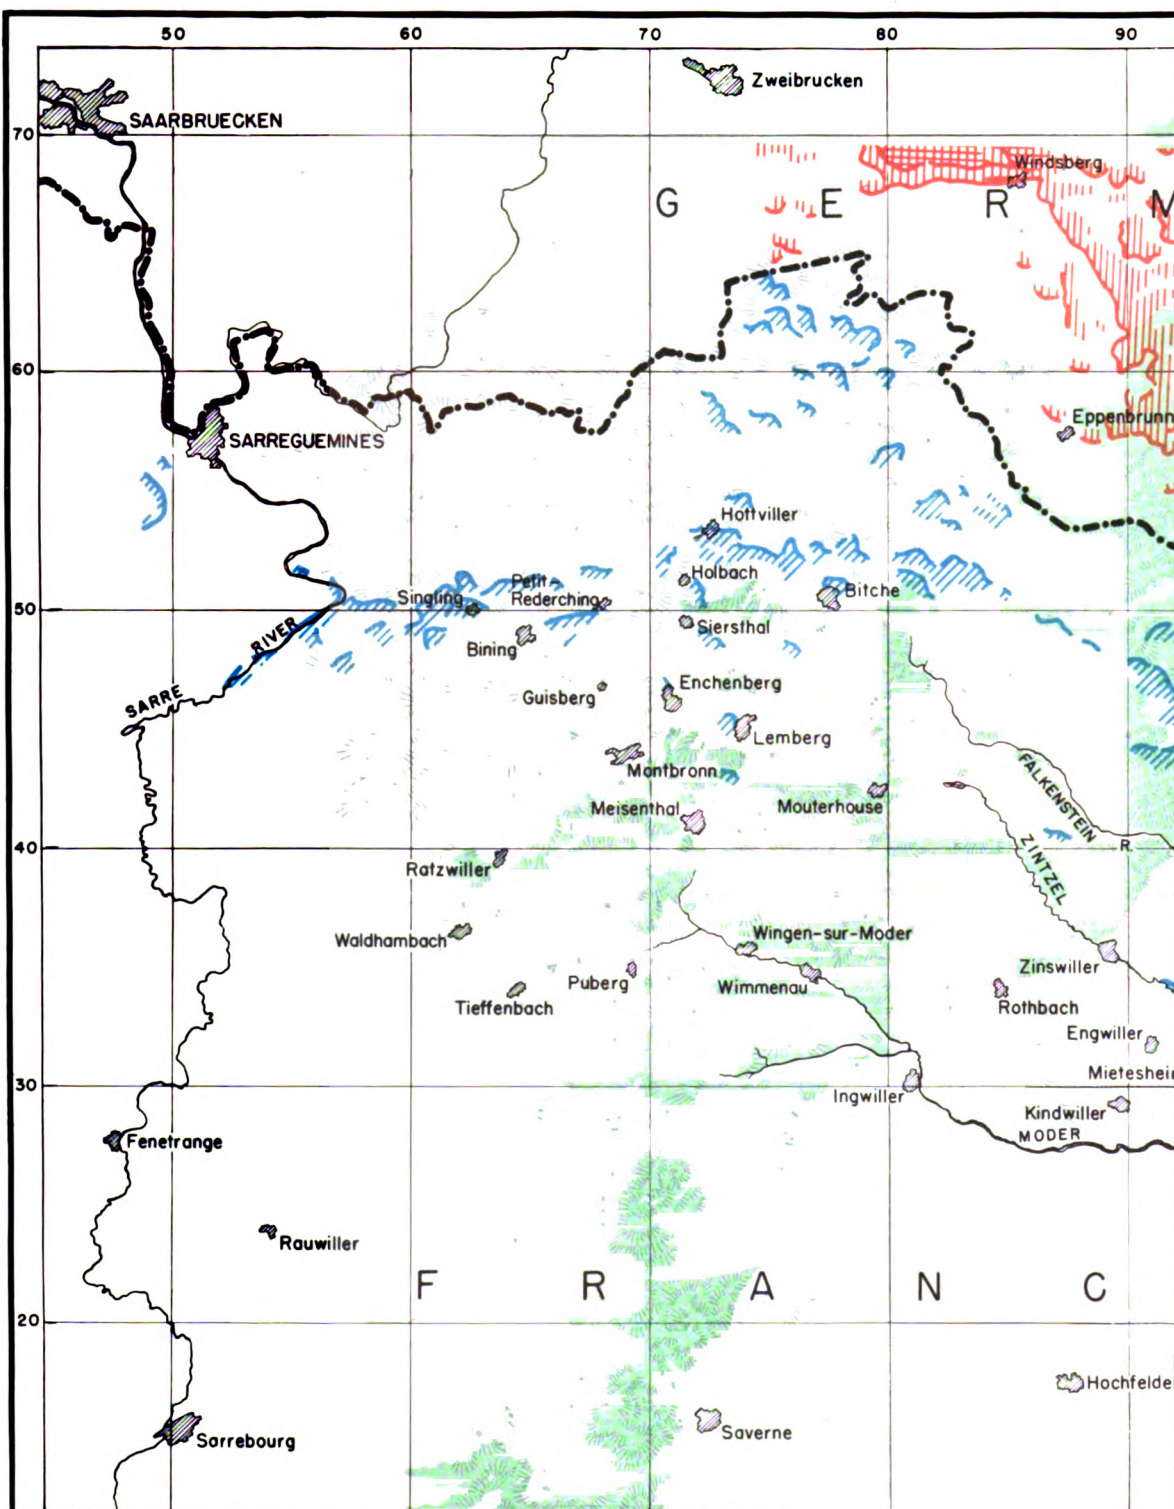 50 60 70 80 90
Zweibrucken
SAARBRUECKEN
70
Windsberg
G E R M
60
Eppenbrunn
SARREGUEMINES
Hottviller
Holbach
Petit-
Rederching
Singling
Bitche
50
Siersthal
RIVER
Bining
Enchenberg
Guisberg
SARRE
Lemberg
Montbronn
FALKENSTEIN
R.
Meisenthal
Mouterhouse
ZINTZEL
40
Ratzwiller
Waldhambach
Wingen-sur-Moder
Zinswiller
Puberg
Wimmenau
Tieffenbach
Rothbach
Engwiller
Mietesheim
30
Ingwiller
Kindwiller
MODER
Fenetrange
Rauwiller
F R A N C
20
Hochfelde
Saverne
Sarrebourg